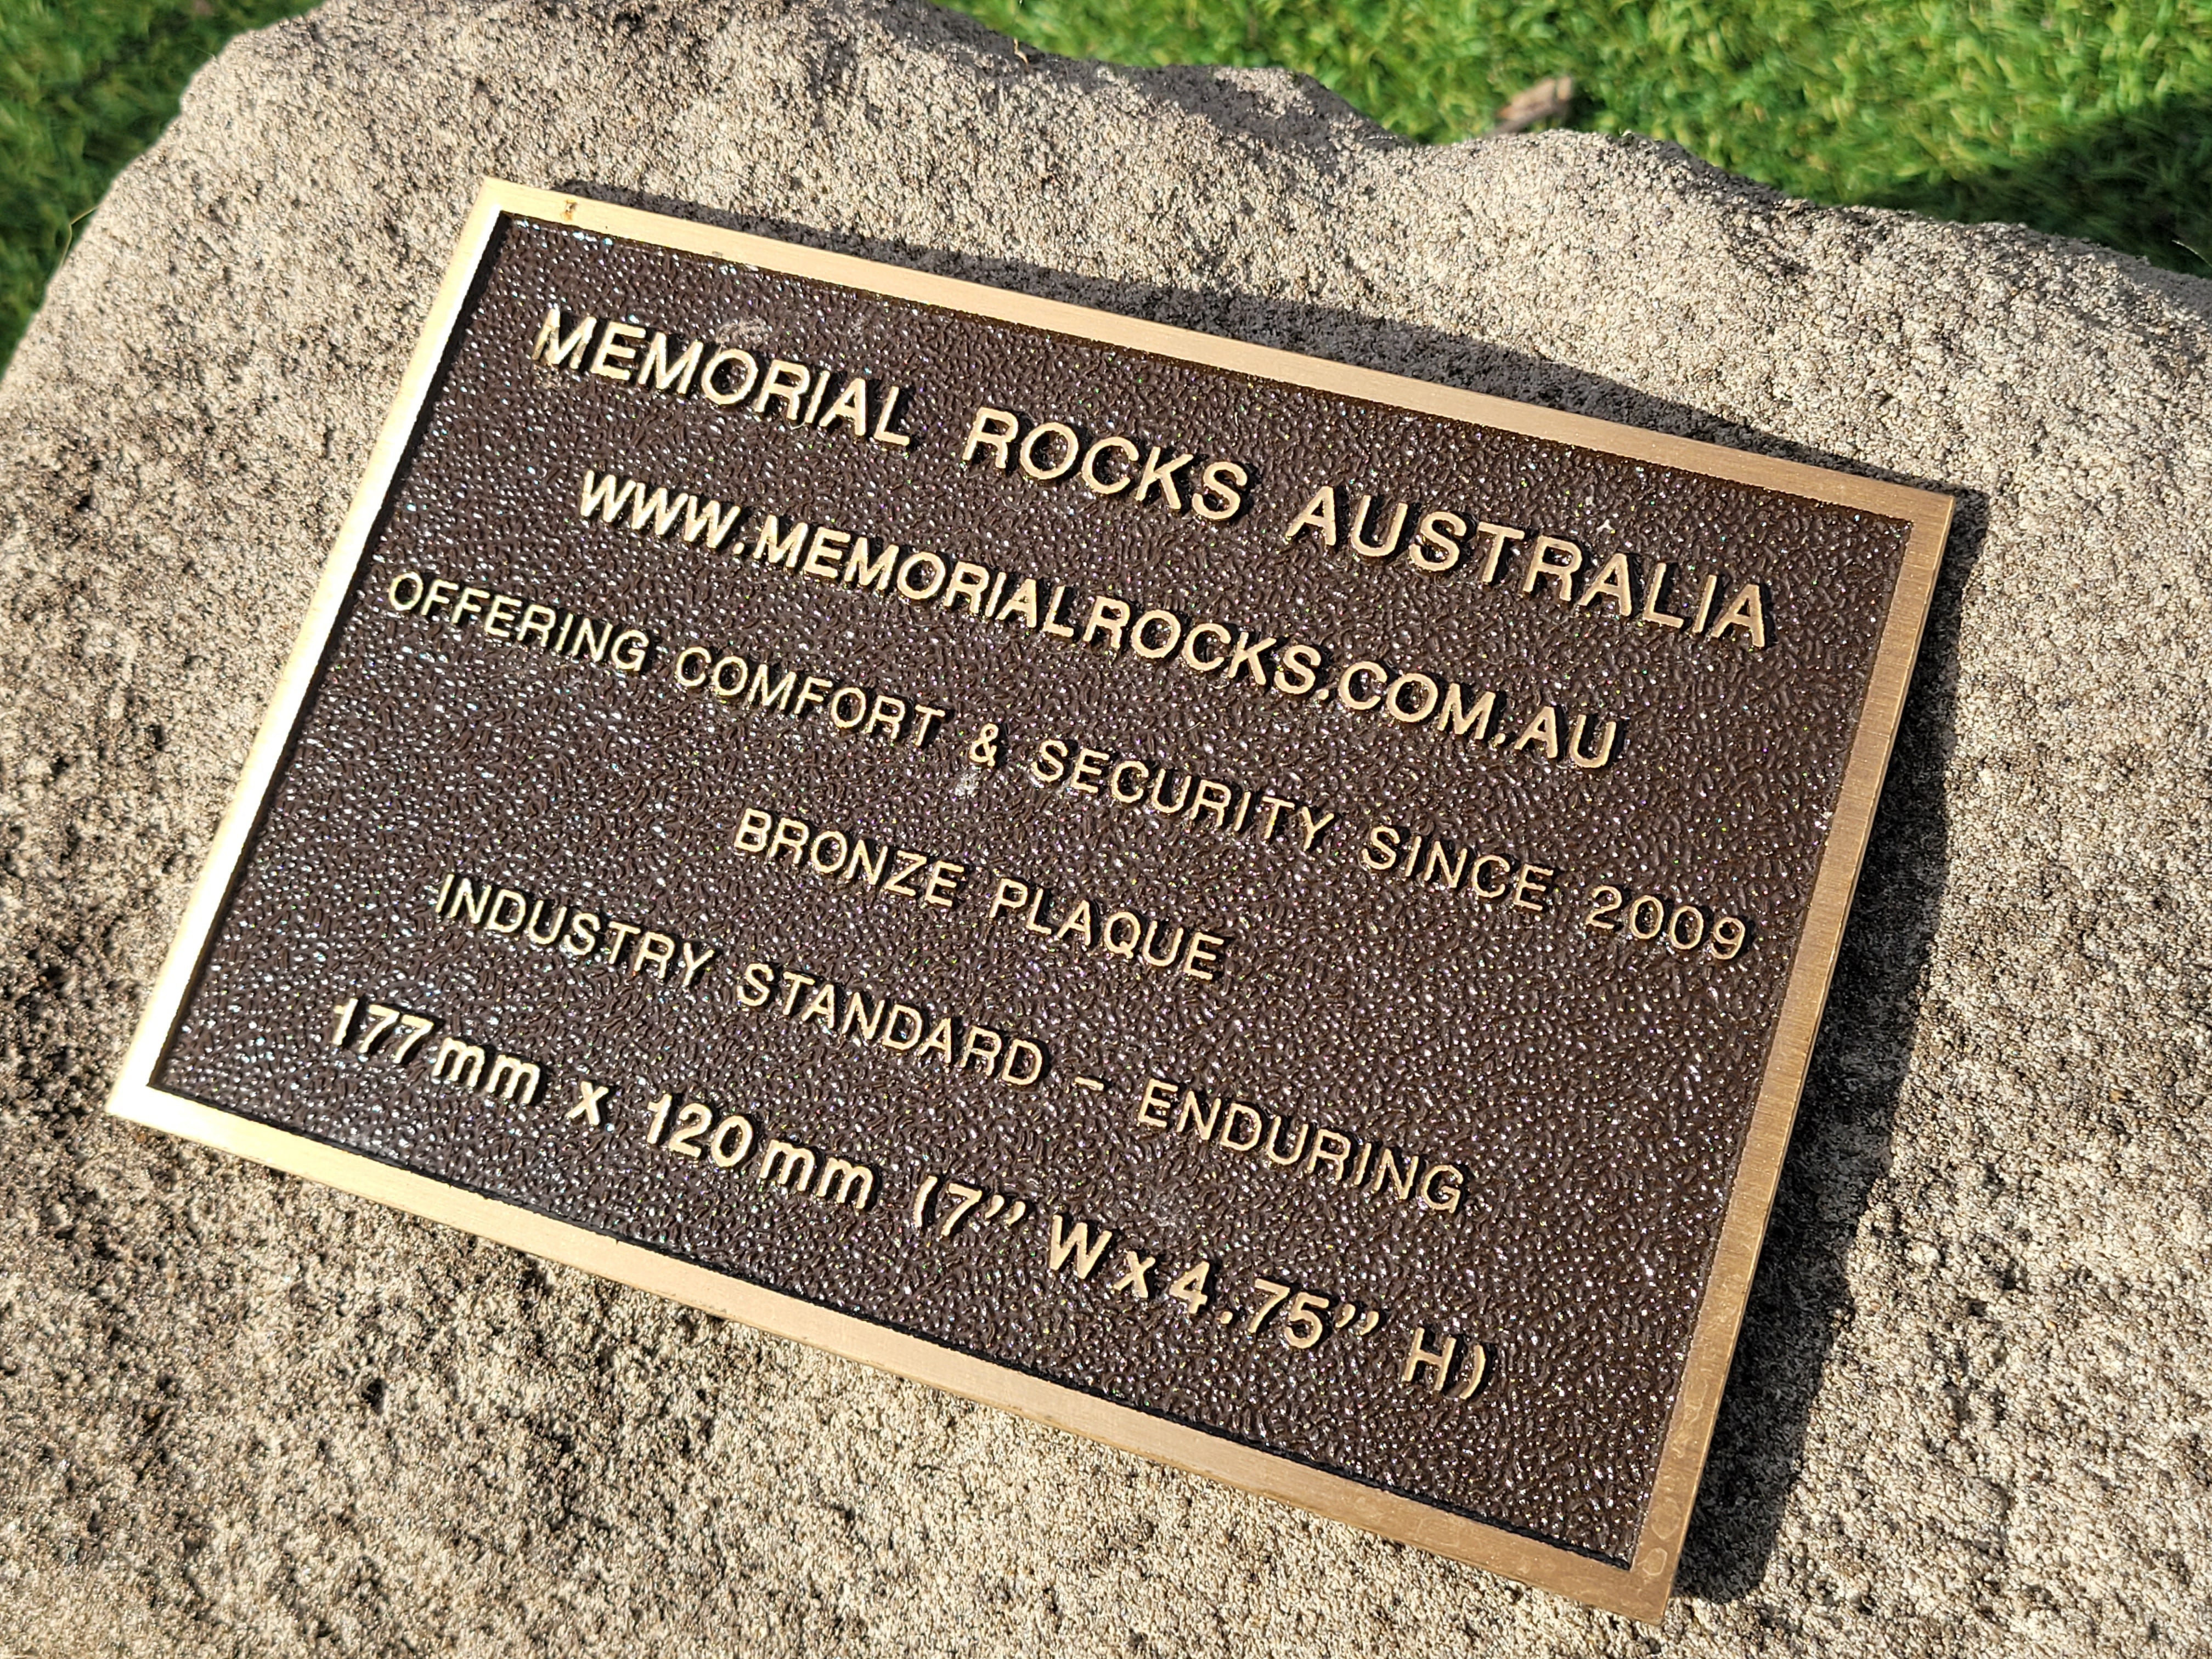 MEMORIAL ROCKS AUSTRALIA
WWW.MEMORIALROCKS.COM.AU
OFFERING COMFORT & SECURITY SINCE 2009
BRONZE PLAQUE
INDUSTRY STANDARD - ENDURING
177mm x 120mm (7" W x 4.75" H)